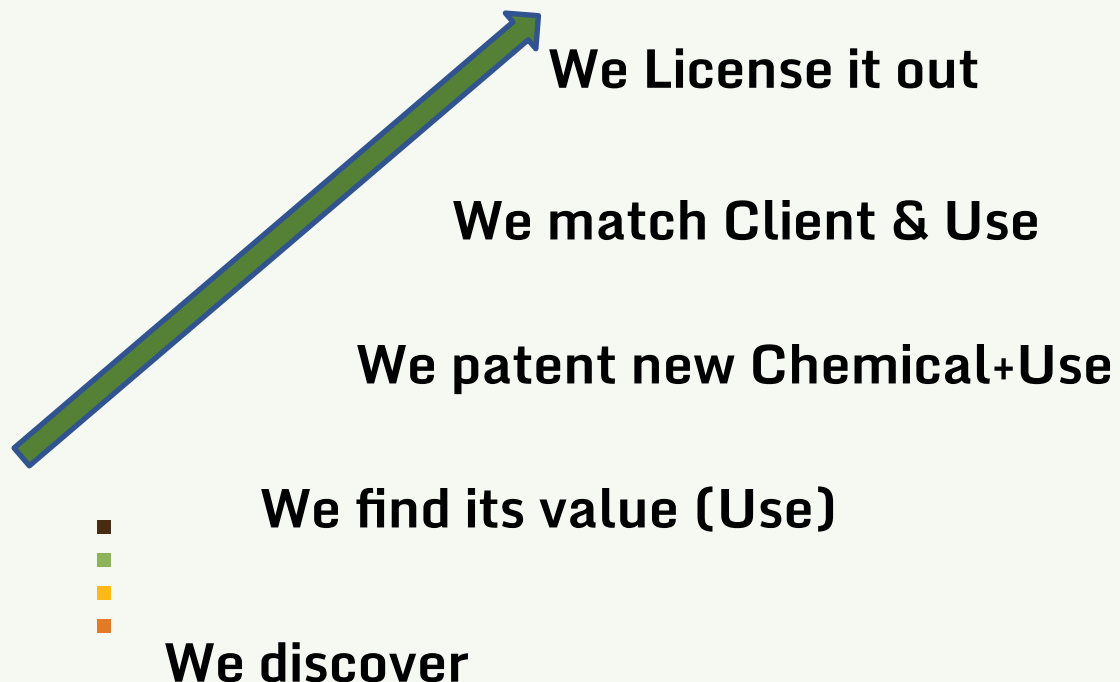 We License it out
We match Client & Use
We patent new Chemical+Use
We find its value (Use)
We discover